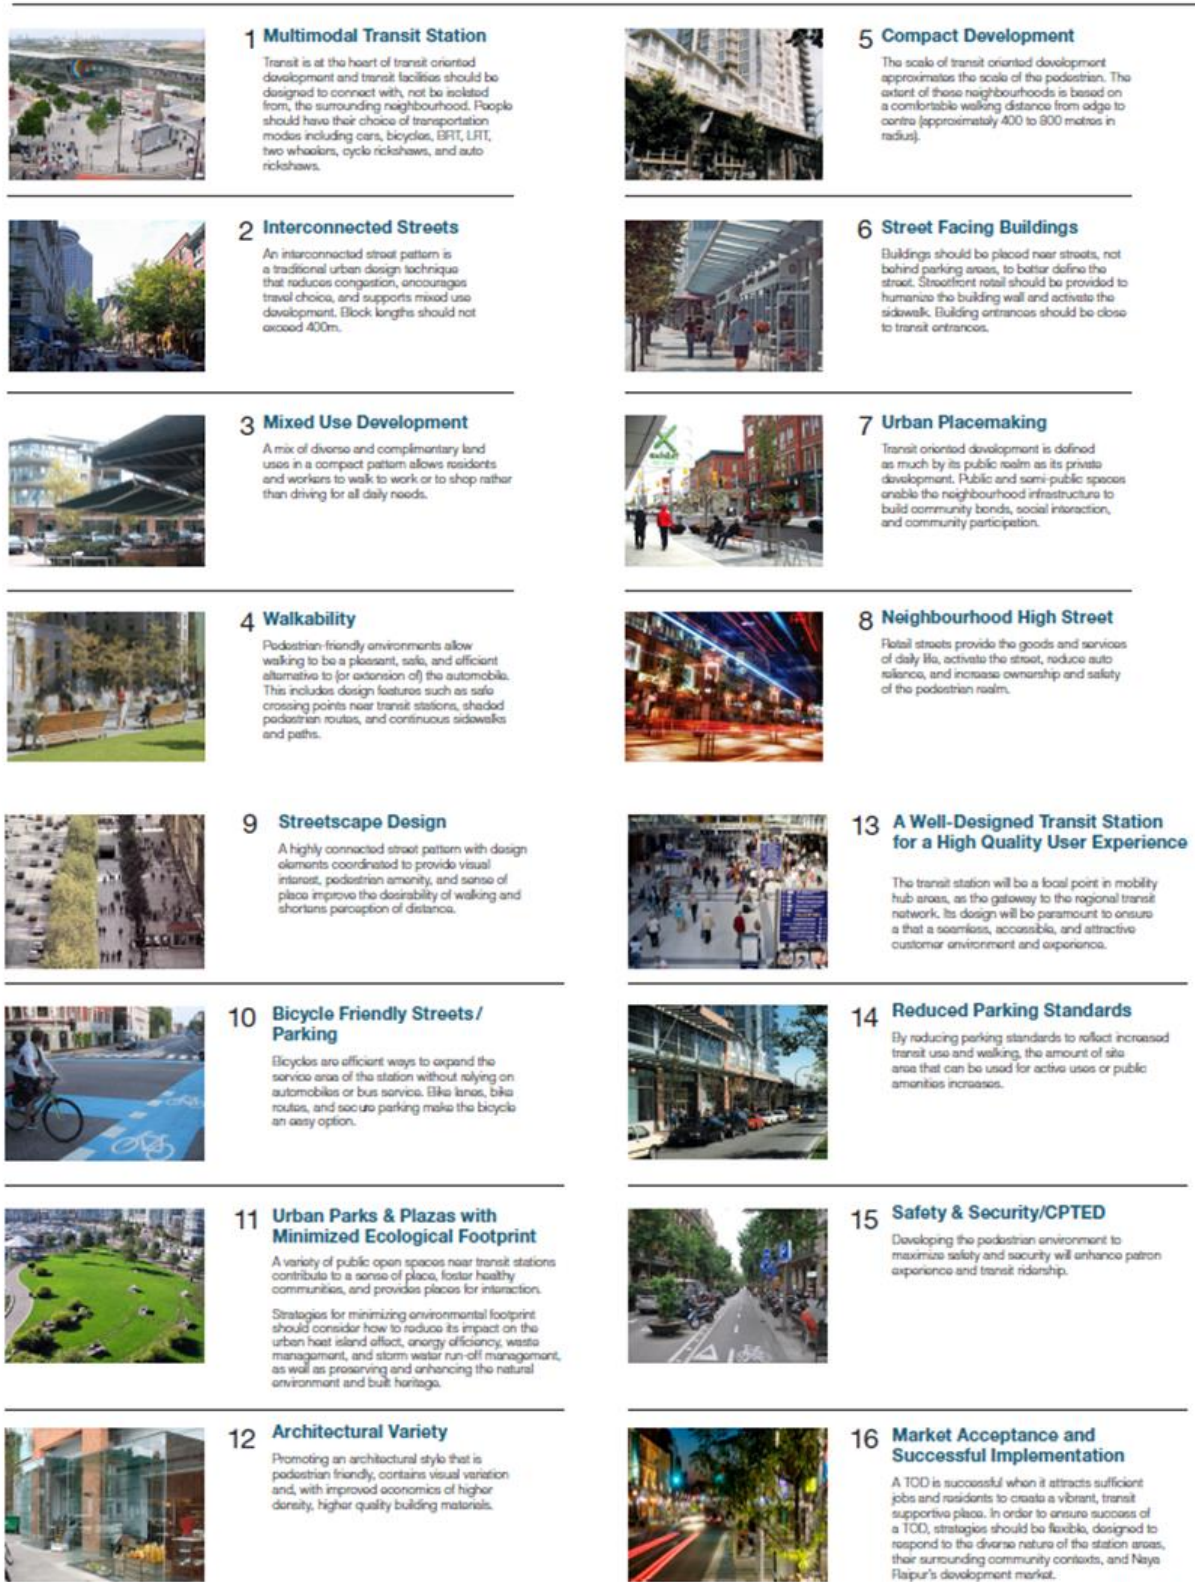 1 Multimodal Transit Station
Transit is at the heart of transit oriented
development and transit facilities should be
designed to connect with, not be isolated
from, the surrounding neighbourhood. People
should have their choice of transportation
modes including cars, bicycles, BRT, LRT,
two wheelers, cycle rickshaws, and auto
rickshaws.
2 Interconnected Streets
An interconnected street pattern is
a traditional urban design technique
that reduces congestion, encourages
travel choice, and supports mixed use
development. Block lengths should not
exceed 400m.
3 Mixed Use Development
A mix of diverse and complimentary land
uses in a compact pattern allows residents
and workers to walk to work or to shop rather
than driving for all daily needs.
4 Walkability
Pedestrian-friendly environments allow
walking to be a pleasant, safe, and efficient
alternative to (or extension of) the automobile.
This includes design features such as safe
crossing points near transit stations, shaded
pedestrian routes, and continuous sidewalks
and paths.
5 Compact Development
The scale of transit oriented development
approximates the scale of the pedestrian. The
extent of these neighbourhoods is based on
a comfortable walking distance from edge to
centre (approximately 400 to 800 metres in
radius).
6 Street Facing Buildings
Buildings should be placed near streets, not
behind parking areas, to better define the
street. Streetfront retail should be provided to
humanize the building wall and activate the
sidewalk. Building entrances should be close
to transit entrances.
7 Urban Placemaking
Transit oriented development is defined
as much by its public realm as its private
development. Public and semi-public spaces
enable the neighbourhood infrastructure to
build community bonds, social interaction,
and community participation.
8 Neighbourhood High Street
Retail streets provide the goods and services
of daily life, activate the street, reduce auto
reliance, and increase ownership and safety
of the pedestrian realm.
9 Streetscape Design
A highly connected street pattern with design
elements coordinated to provide visual
interest, pedestrian amenity, and sense of
place improve the desirability of walking and
shortens perception of distance.
10 Bicycle Friendly Streets/
Parking
Bicycles are efficient ways to expand the
service area of the station without relying on
automobiles or bus service. Bike lanes, bike
routes, and secure parking make the bicycle
an easy option.
11 Urban Parks & Plazas with
Minimized Ecological Footprint
A variety of public open spaces near transit stations
contribute to a sense of place, foster healthy
communities, and provides places for interaction.
Strategies for minimizing environmental footprint
should consider how to reduce its impact on the
urban heat island effect, energy efficiency, waste
management, and storm water run-off management,
as well as preserving and enhancing the natural
environment and built heritage.
12 Architectural Variety
Promoting an architectural style that is
pedestrian friendly, contains visual variation
and, with improved economics of higher
density, higher quality building materials.
13 A Well-Designed Transit Station
for a High Quality User Experience
The transit station will be a focal point in mobility
hub areas, as the gateway to the regional transit
network. Its design will be paramount to ensure
a that a seamless, accessible, and attractive
customer environment and experience.
14 Reduced Parking Standards
By reducing parking standards to reflect increased
transit use and walking, the amount of site
area that can be used for active uses or public
amenities increases.
15 Safety & Security/CPTED
Developing the pedestrian environment to
maximize safety and security will enhance patron
experience and transit ridership.
16 Market Acceptance and
Successful Implementation
A TOD is successful when it attracts sufficient
jobs and residents to create a vibrant, transit
supportive place. In order to ensure success of
a TOD, strategies should be flexible, designed to
respond to the diverse nature of the station areas,
their surrounding community contexts, and Naya
Raipur's development market.